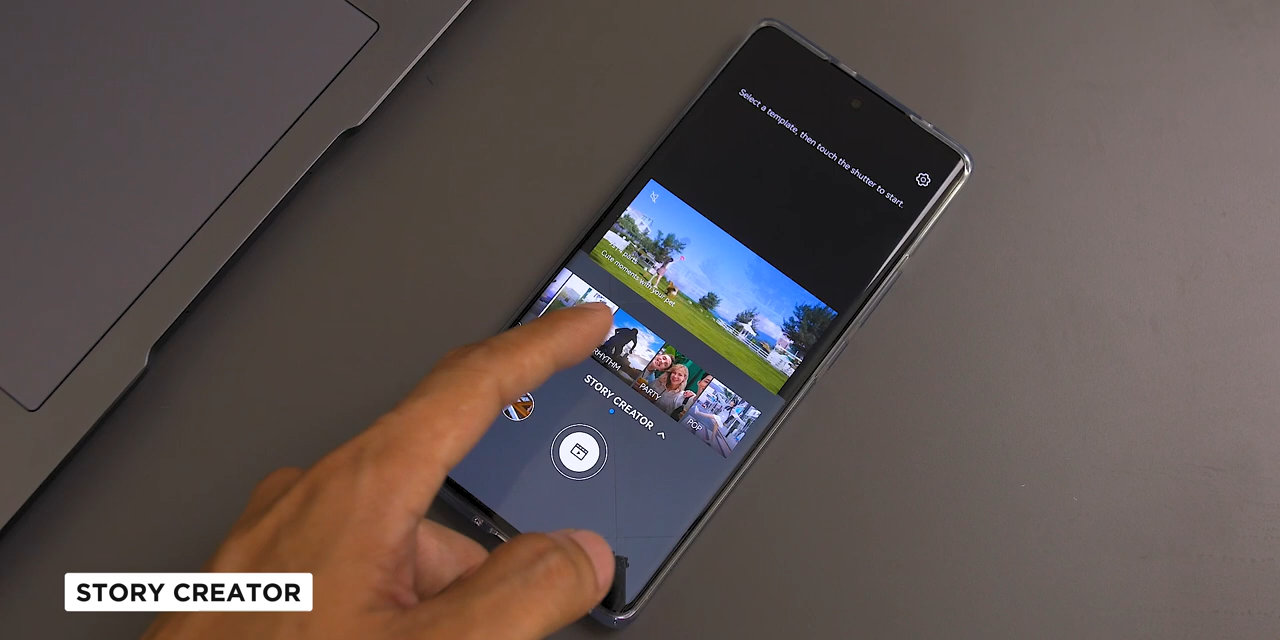 Select a template, then touch the shutter to start.
Cute moments with your pet
RHYTHM
PARTY
POP
STORY CREATOR
STORY CREATOR